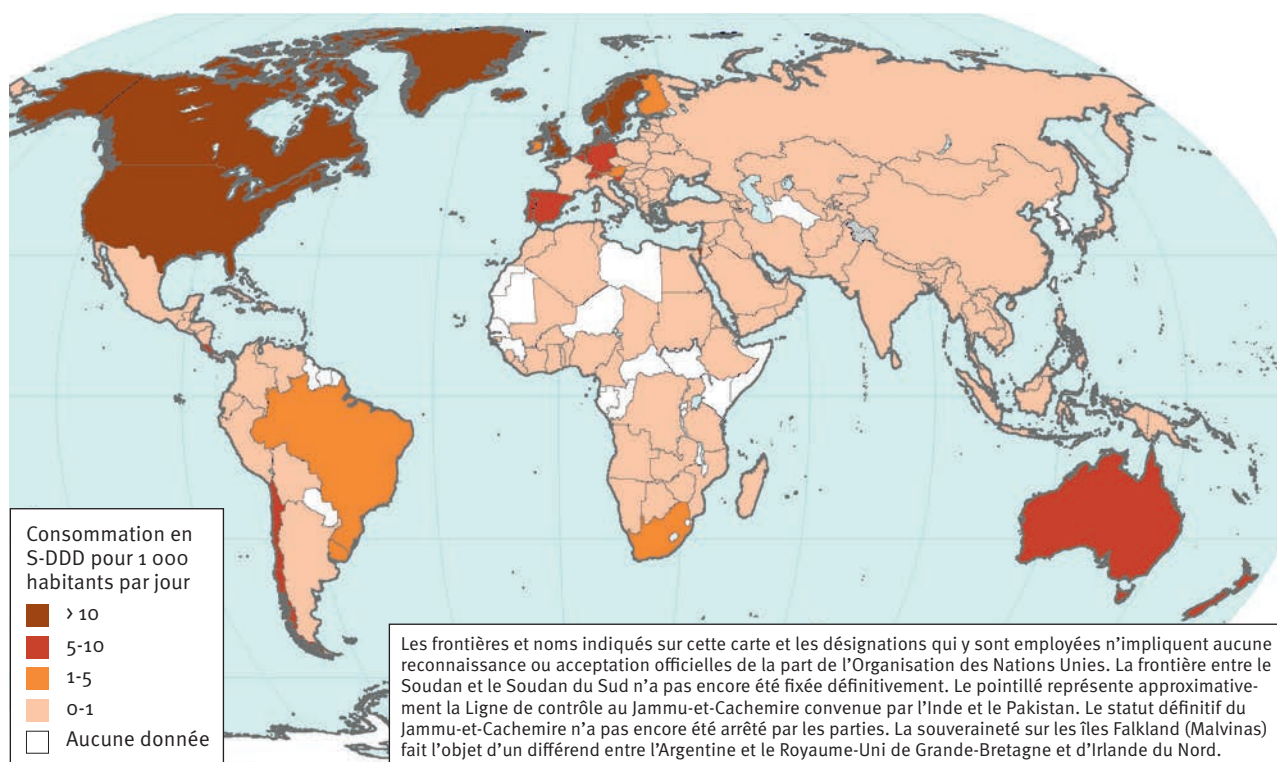 Consommation en
S-DDD pour 1 000
habitants par jour
> 10
5-10
1-5
0-1
Aucune donnée
Les frontières et noms indiqués sur cette carte et les désignations qui y sont employées n’impliquent aucune
reconnaissance ou acceptation officielles de la part de l’Organisation des Nations Unies. La frontière entre le
Soudan et le Soudan du Sud n’a pas encore été fixée définitivement. Le pointillé représente approximative-
ment la Ligne de contrôle au Jammu-et-Cachemire convenue par l’Inde et le Pakistan. Le statut définitif du
Jammu-et-Cachemire n’a pas encore été arrêté par les parties. La souveraineté sur les îles Falkland (Malvinas)
fait l’objet d’un différend entre l’Argentine et le Royaume-Uni de Grande-Bretagne et d’Irlande du Nord.